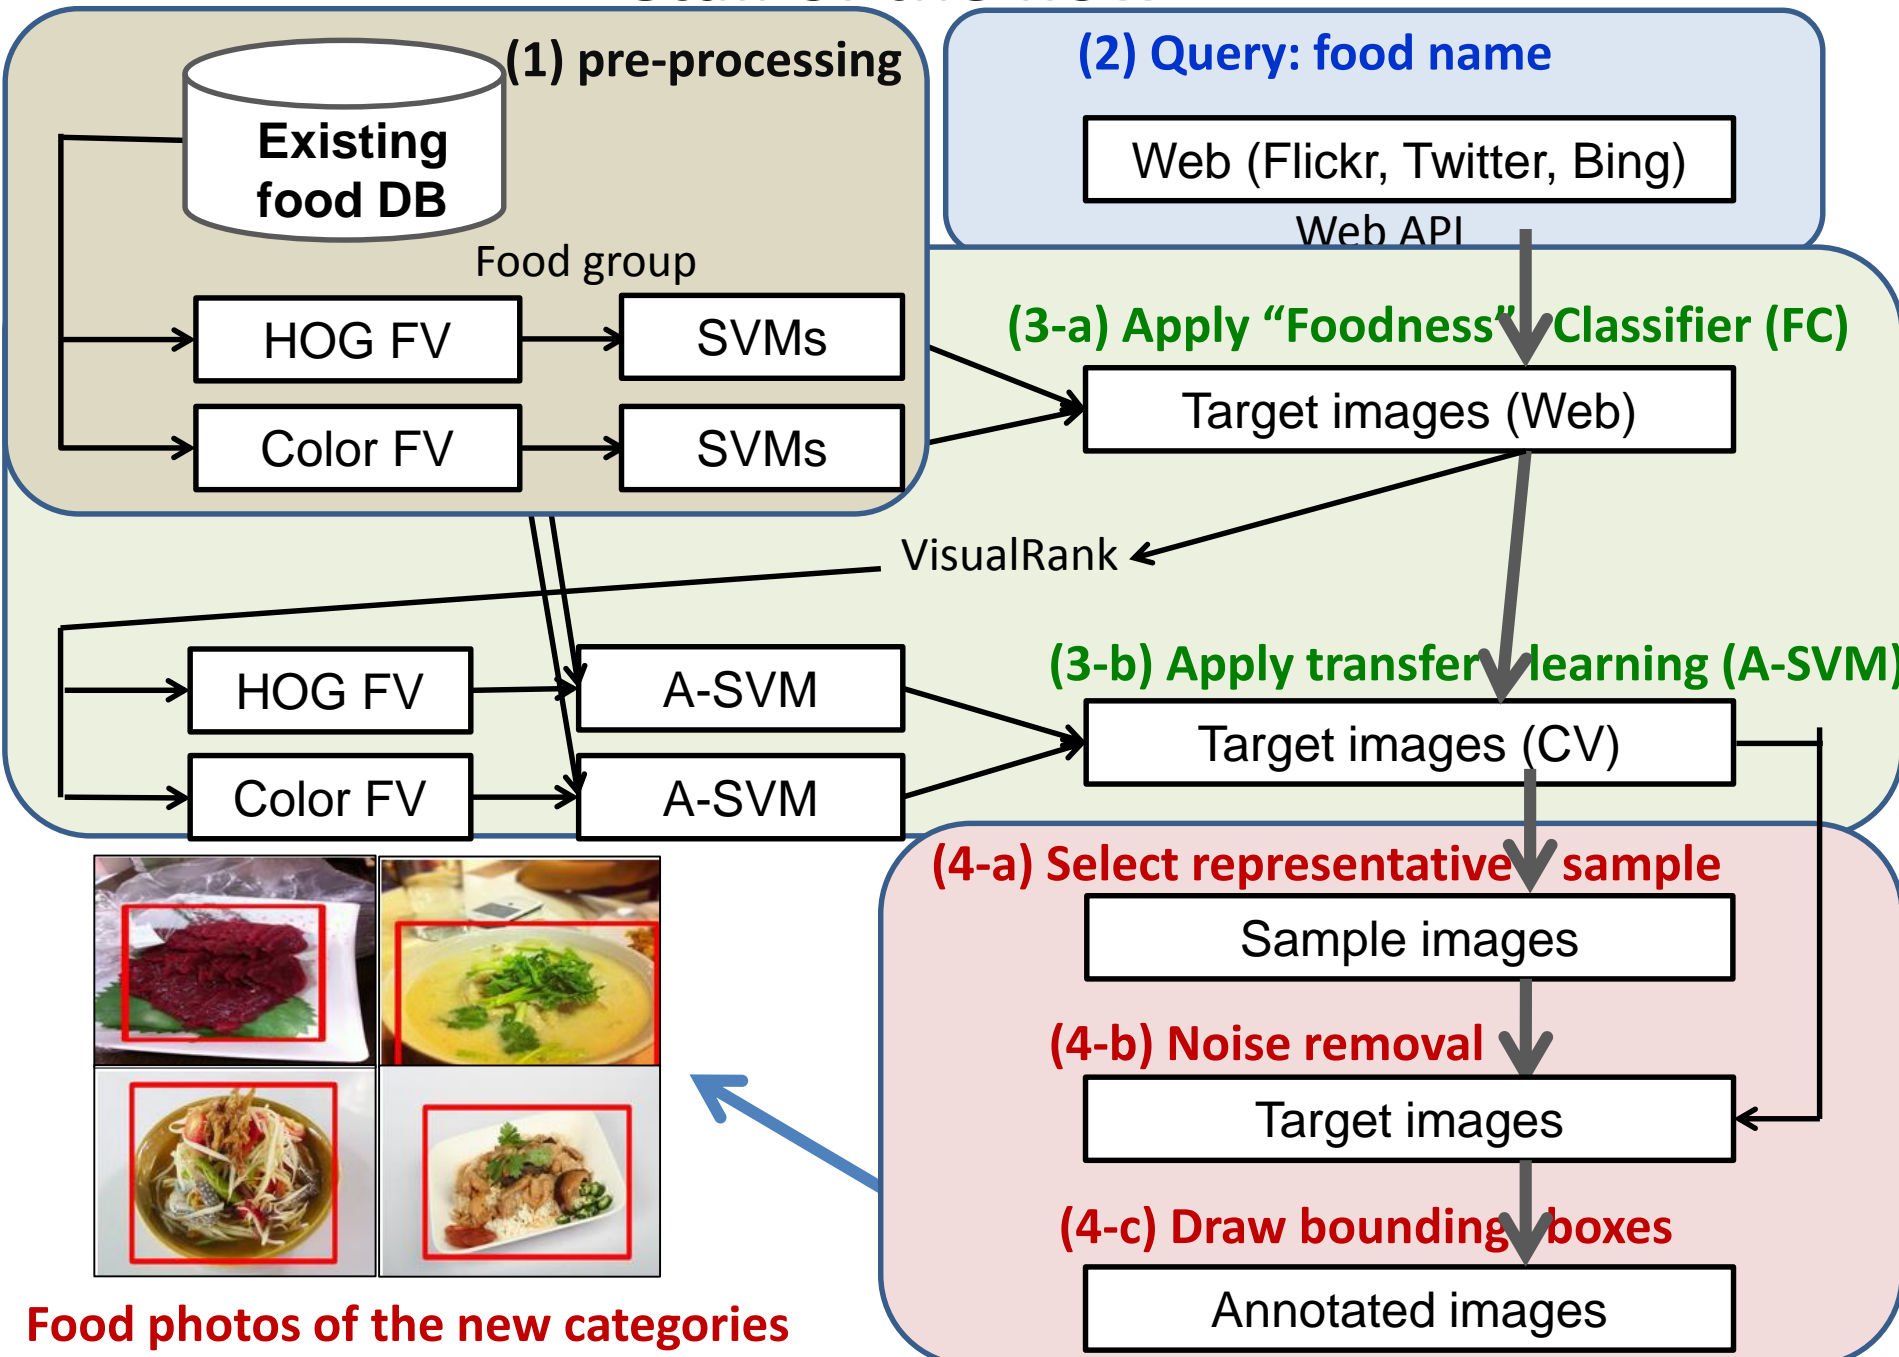 (1) pre-processing
Existing
food DB
Food group
HOG FV
SVMs
Color FV
SVMs
(2) Query: food name
Web (Flickr, Twitter, Bing)
Web API
(3-a) Apply “Foodness” Classifier (FC)
Target images (Web)
VisualRank
HOG FV
A-SVM
Color FV
A-SVM
(3-b) Apply transfer learning (A-SVM)
Target images (CV)
(4-a) Select representative sample
Sample images
(4-b) Noise removal
Target images
(4-c) Draw bounding boxes
Annotated images
Food photos of the new categories